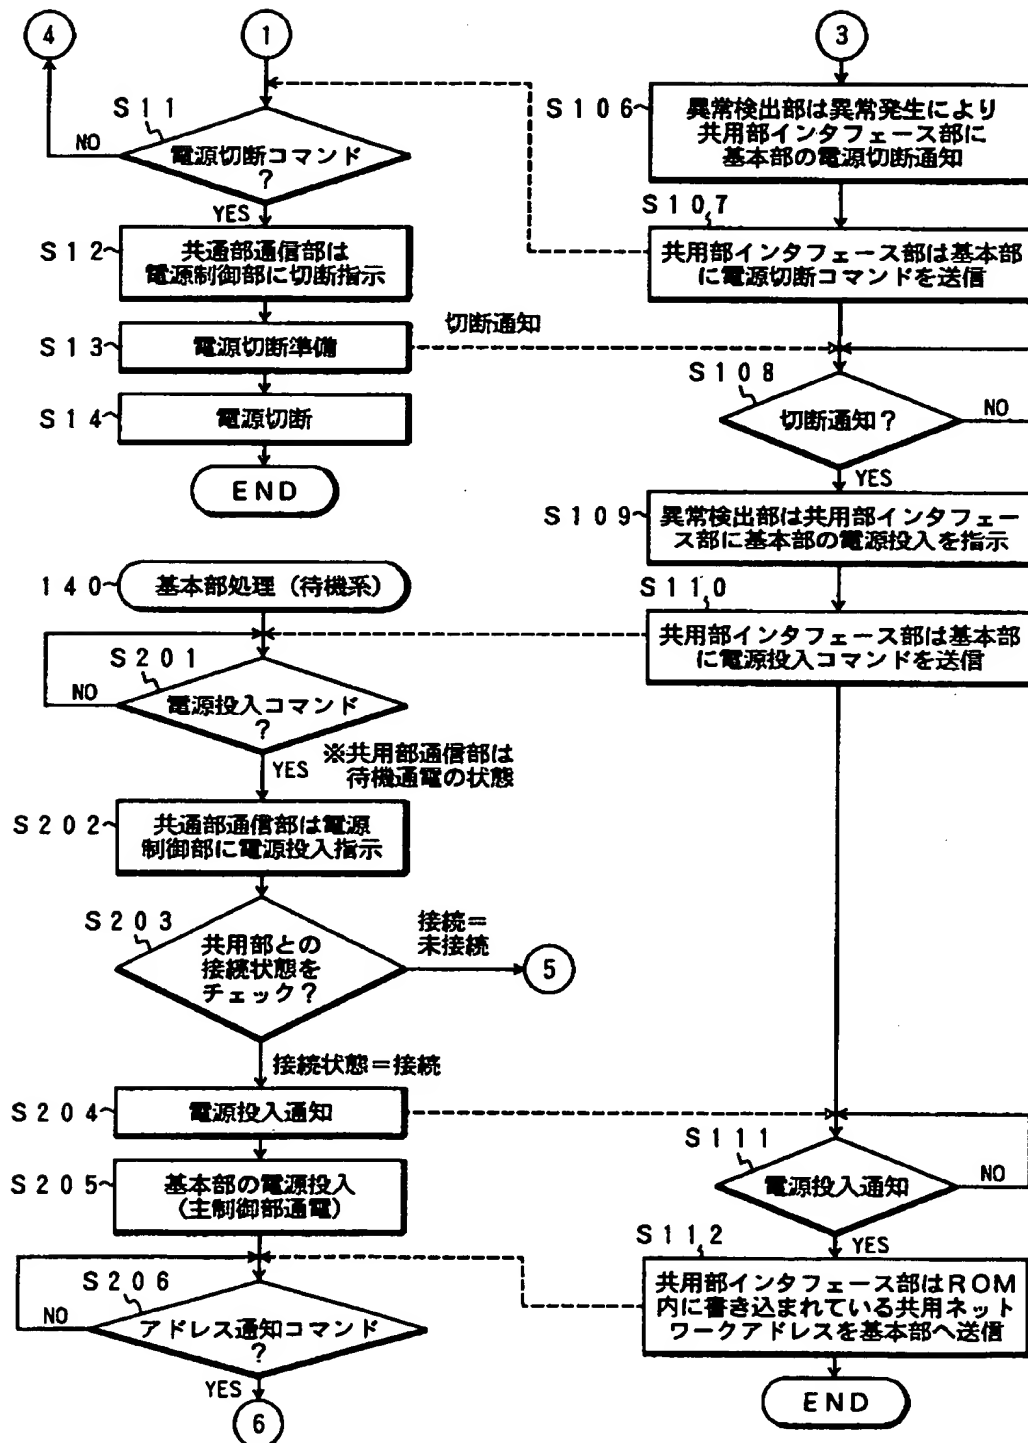 4
1
3
S11
NO
電源切断コマンド
?
YES
S12
共通部通信部は
電源制御部に切断指示
S13
電源切断準備
切断通知
S14
電源切断
END
S106
異常検出部は異常発生により
共用部インタフェース部に
基本部の電源切断通知
S107
共用部インタフェース部は基本部
に電源切断コマンドを送信
S108
切断通知?
NO
YES
S109
異常検出部は共用部インタフェー
ス部に基本部の電源投入を指示
S110
共用部インタフェース部は基本部
に電源投入コマンドを送信
140
基本部処理(待機系)
S201
NO
電源投入コマンド
?
YES
※共用部通信部は
待機通電の状態
S202
共通部通信部は電源
制御部に電源投入指示
S203
共用部との
接続状態を
チェック?
接続=
未接続
5
接続状態=接続
S204
電源投入通知
S205
基本部の電源投入
(主制御部通電)
S206
NO
アドレス通知コマンド
?
YES
6
S111
電源投入通知
NO
YES
S112
共用部インタフェース部はROM
内に書き込まれている共用ネット
ワークアドレスを基本部へ送信
END